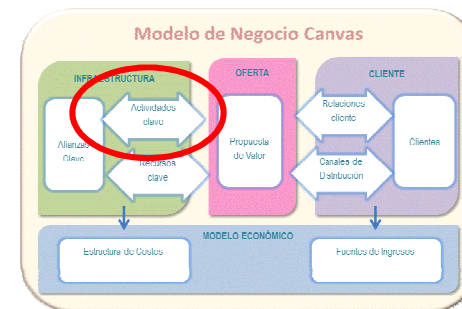 Modelo de Negocio Canvas
INFRAESTRUCTURA
OFERTA
CLIENTE
Actividades
clave
Relaciones
cliente
Alianzas
Clave
Propuesta
de Valor
Clientes
Recursos
clave
Canales de
Distribución
MODELO ECONÓMICO
Estructura de Costes
Fuentes de Ingresos